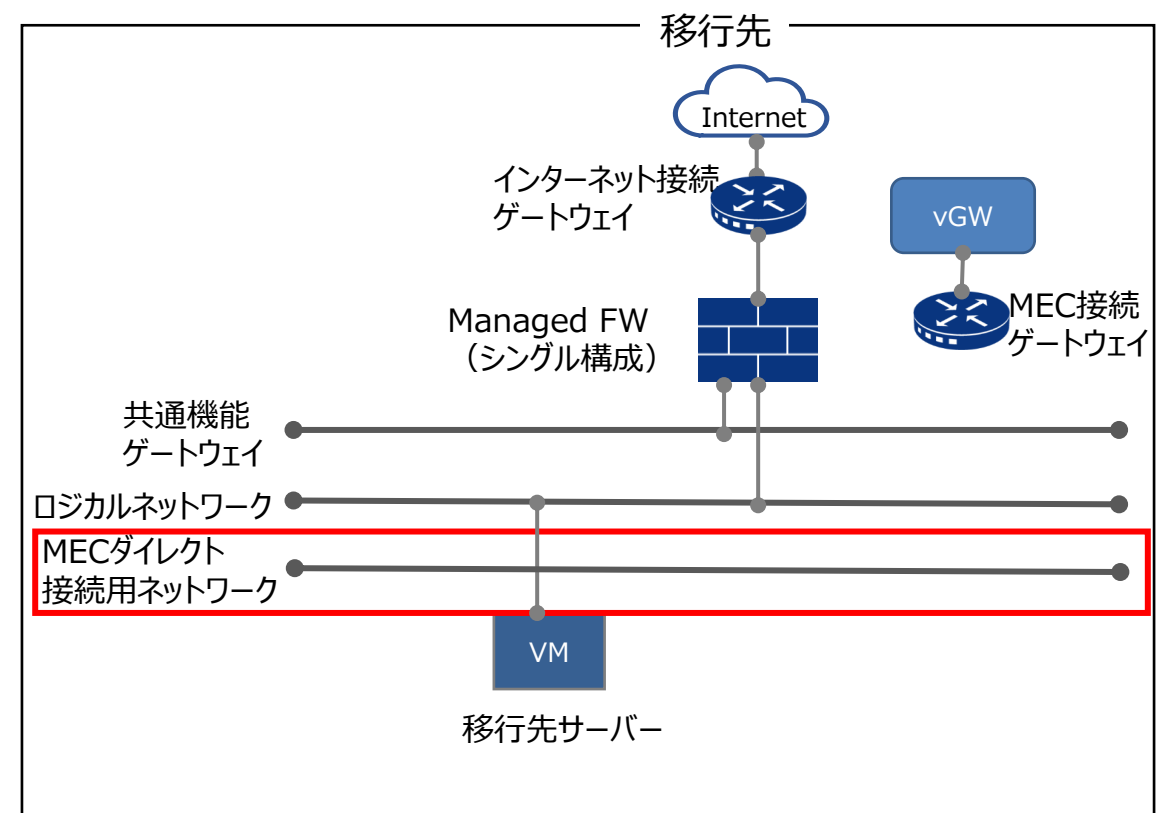 移行先
Internet
インターネット接続
ゲートウェイ
vGW
Managed FW
（シングル構成）
MEC接続
ゲートウェイ
共通機能
ゲートウェイ
ロジカルネットワーク
MECダイレクト
接続用ネットワーク
VM
移行先サーバー